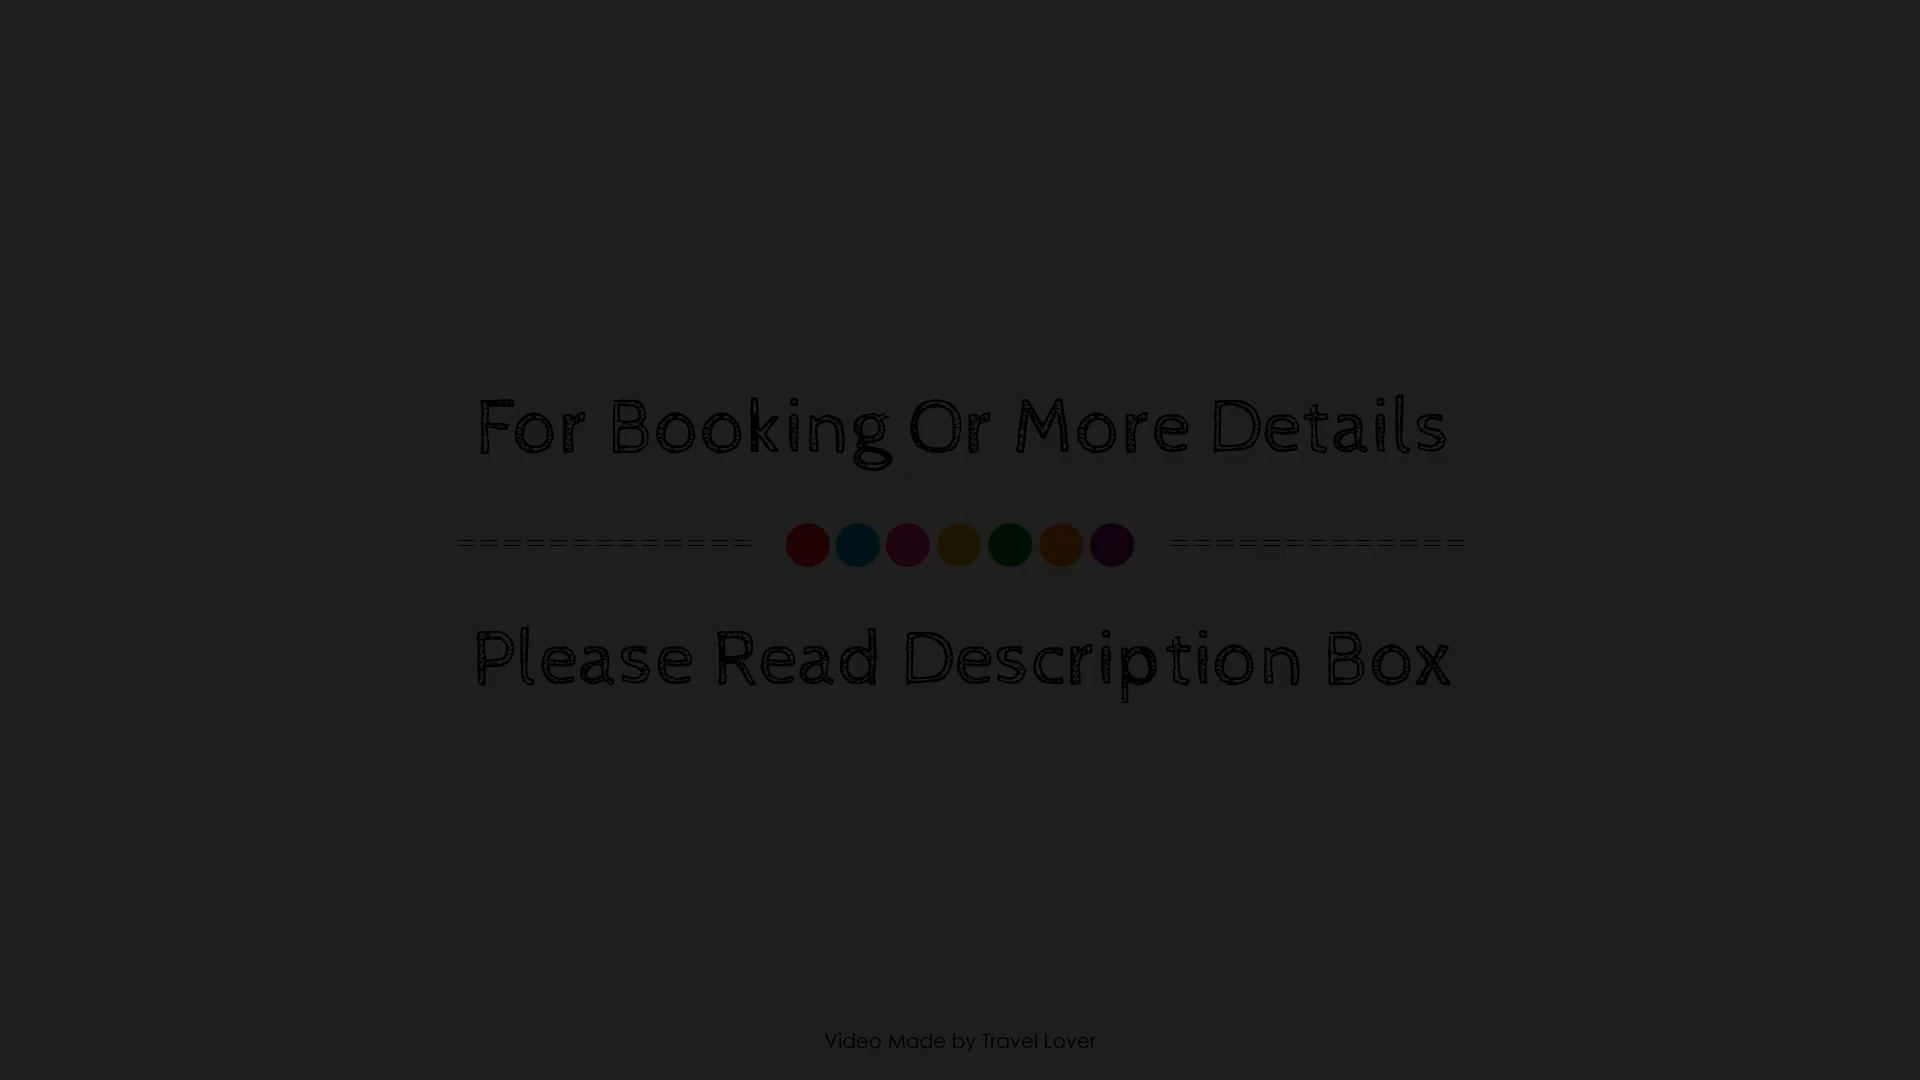 For Booking Or More Details
============= =============
Please Read Description Box
Video Made by Travel Lover